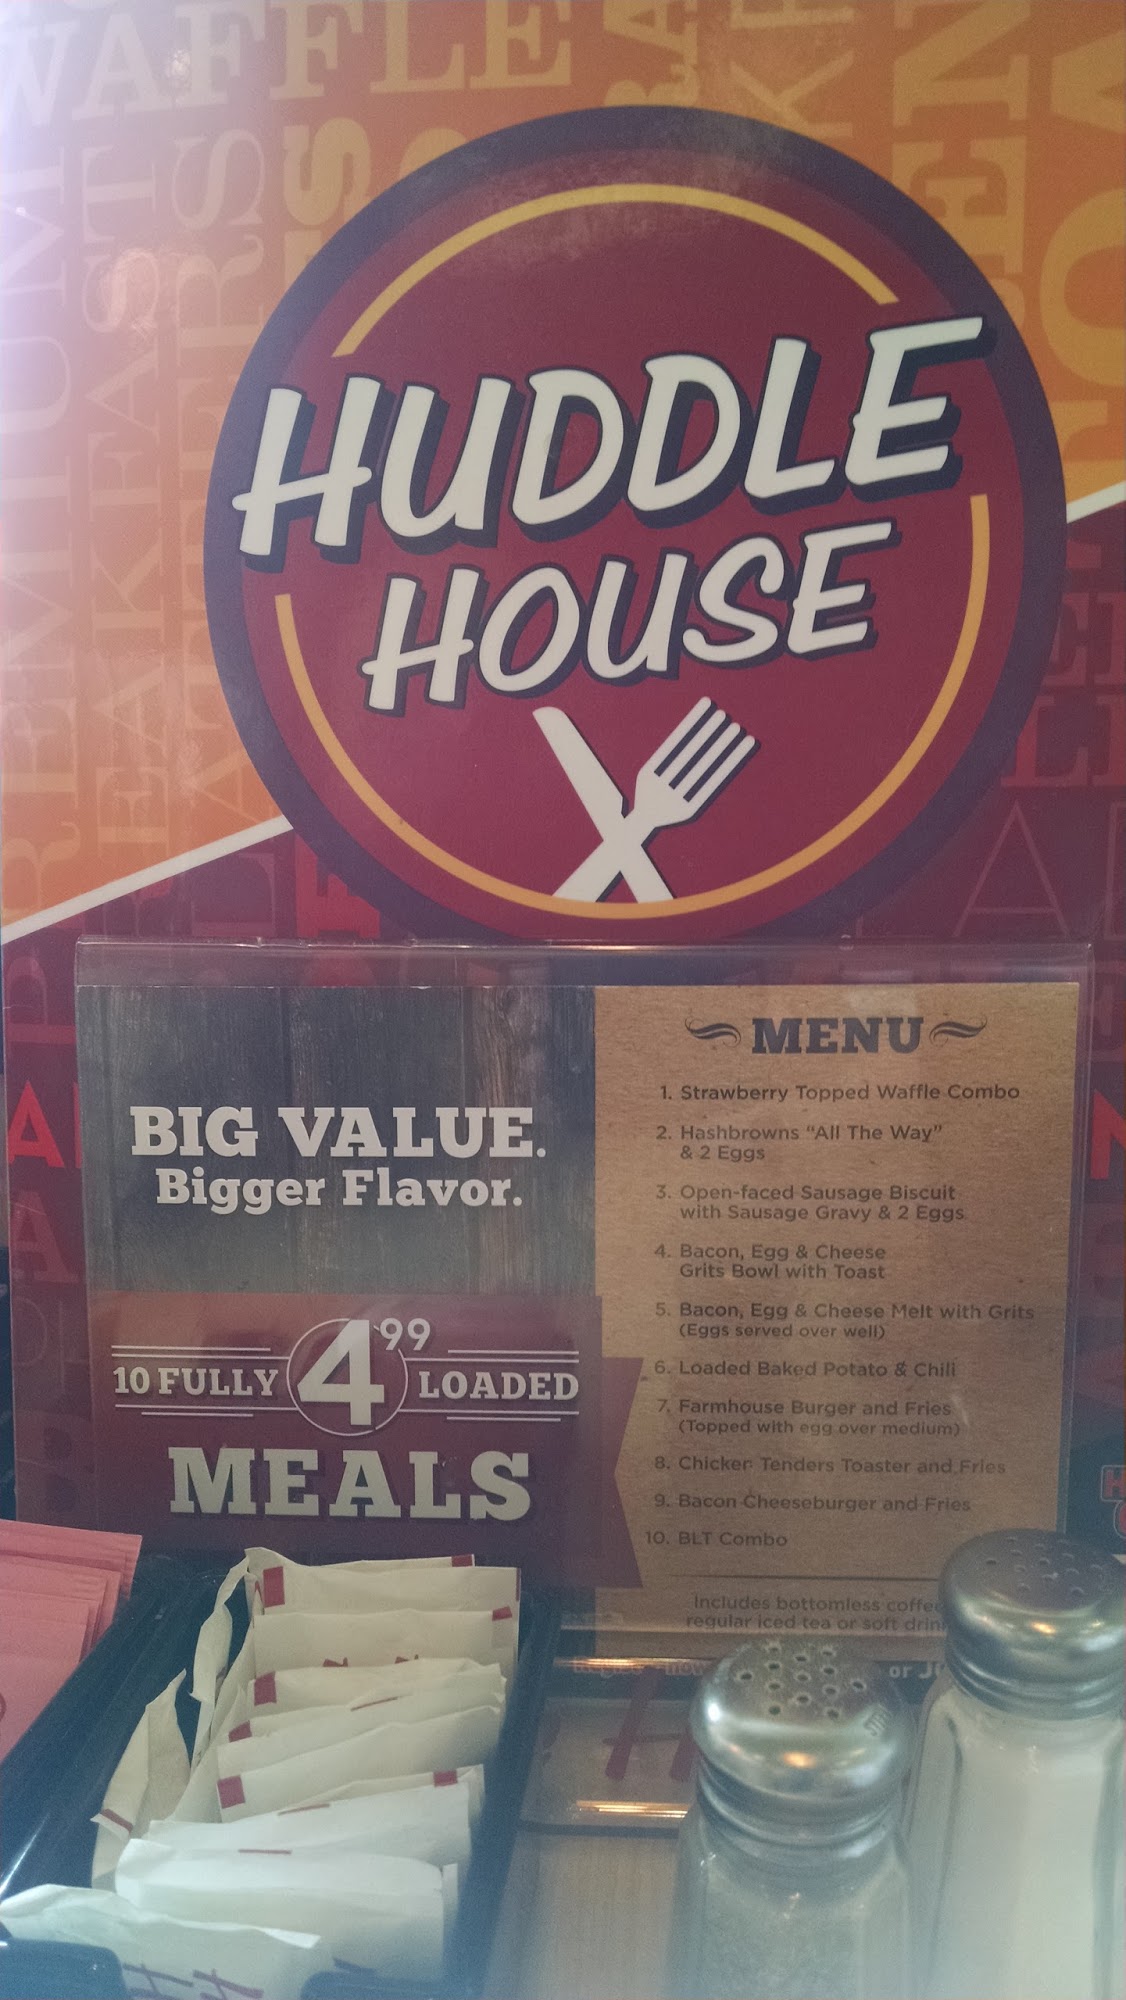 WAFFLE
HUDDLE
HOUSE
MENU
BIG VALUE.
Bigger Flavor.
10 FULLY 4.99 LOADED
MEALS
1. Strawberry Topped Waffle Combo
2. Hashbrowns "All The Way"
& 2 Eggs
3. Open-faced Sausage Biscuit
with Sausage Gravy & 2 Eggs
4. Bacon, Egg & Cheese
Grits Bowl with Toast
5. Bacon, Egg & Cheese Melt with Grits
(Eggs served over well)
6. Loaded Baked Potato & Chili
7. Farmhouse Burger and Fries
(Topped with egg over medium)
8. Chicken Tenders Toaster and Fries
9. Bacon Cheeseburger and Fries
10. BLT Combo
Includes bottomless coffee
regular iced tea or soft
or